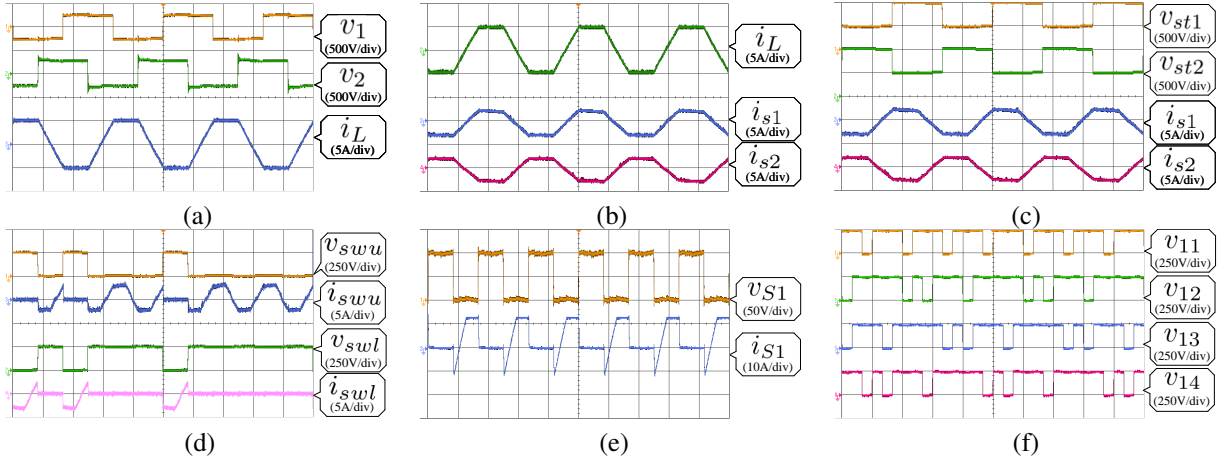 v1
(500V/div)
v2
(500V/div)
iL
(5A/div)
(a)
iL
(5A/div)
is1
(5A/div)
is2
(5A/div)
(b)
vst1
(500V/div)
vst2
(500V/div)
is1
(5A/div)
is2
(5A/div)
(c)
vswu
(250V/div)
iswu
(5A/div)
vswl
(250V/div)
iswl
(5A/div)
(d)
vS1
(50V/div)
iS1
(10A/div)
(e)
v11
(250V/div)
v12
(250V/div)
v13
(250V/div)
v14
(250V/div)
(f)